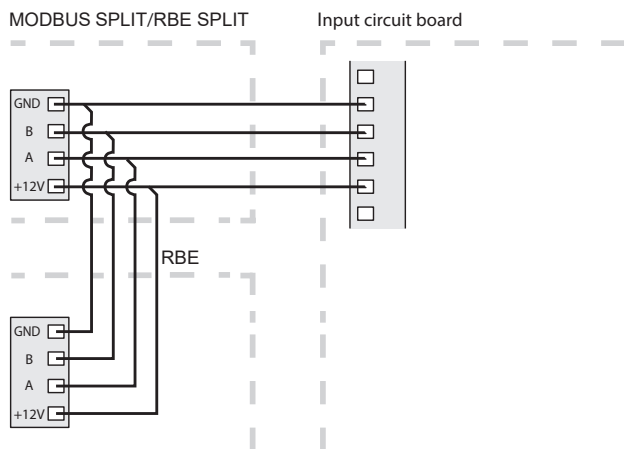 MODBUS SPLIT/RBE SPLIT
Input circuit board
GND
B
A
+12V
RBE
GND
B
A
+12V